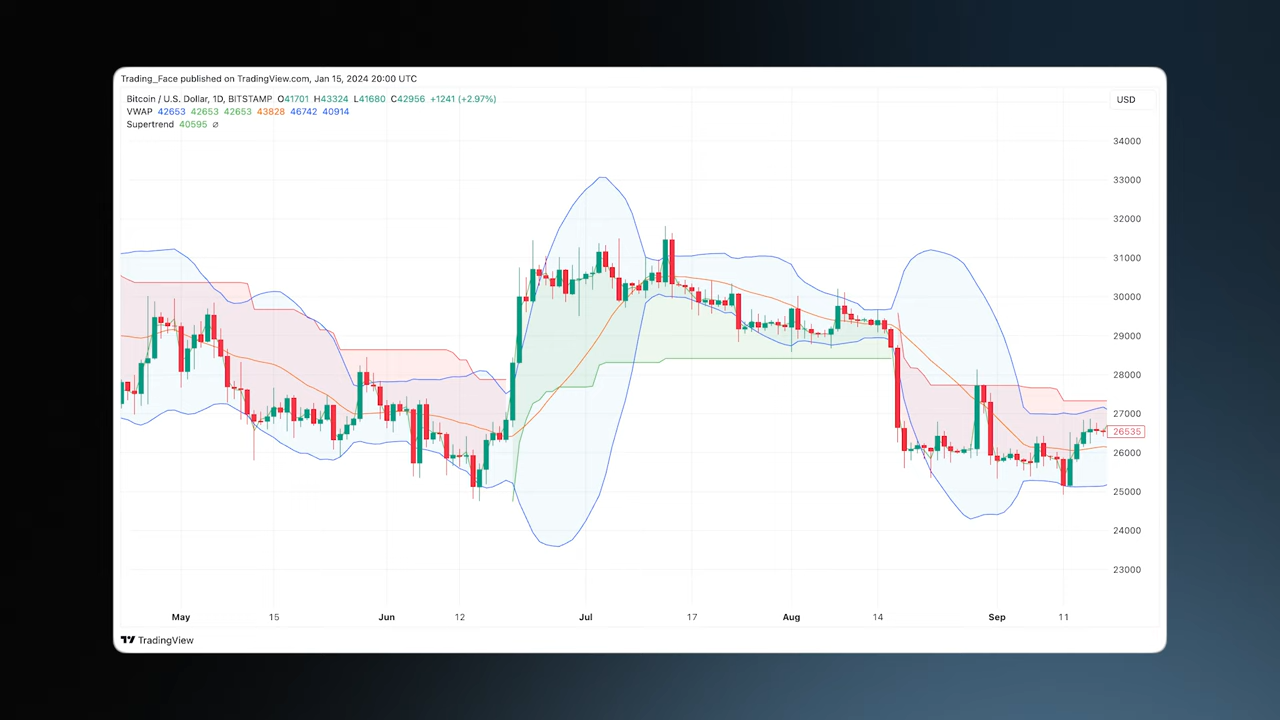 Trading_Face published on TradingView.com, Jan 15, 2024 20:00 UTC
Bitcoin / U.S. Dollar, 1D, BITSTAMP O41701 H43324 L41680 C42956 +1241 (+2.97%)
VWAP 42653 42653 42653 43828 46742 40914
Supertrend 40595 ∅
USD
34000
33000
32000
31000
30000
29000
28000
27000
26535
26000
25000
24000
23000
May 15 Jun 12 Jul 17 Aug 14 Sep 11
TradingView